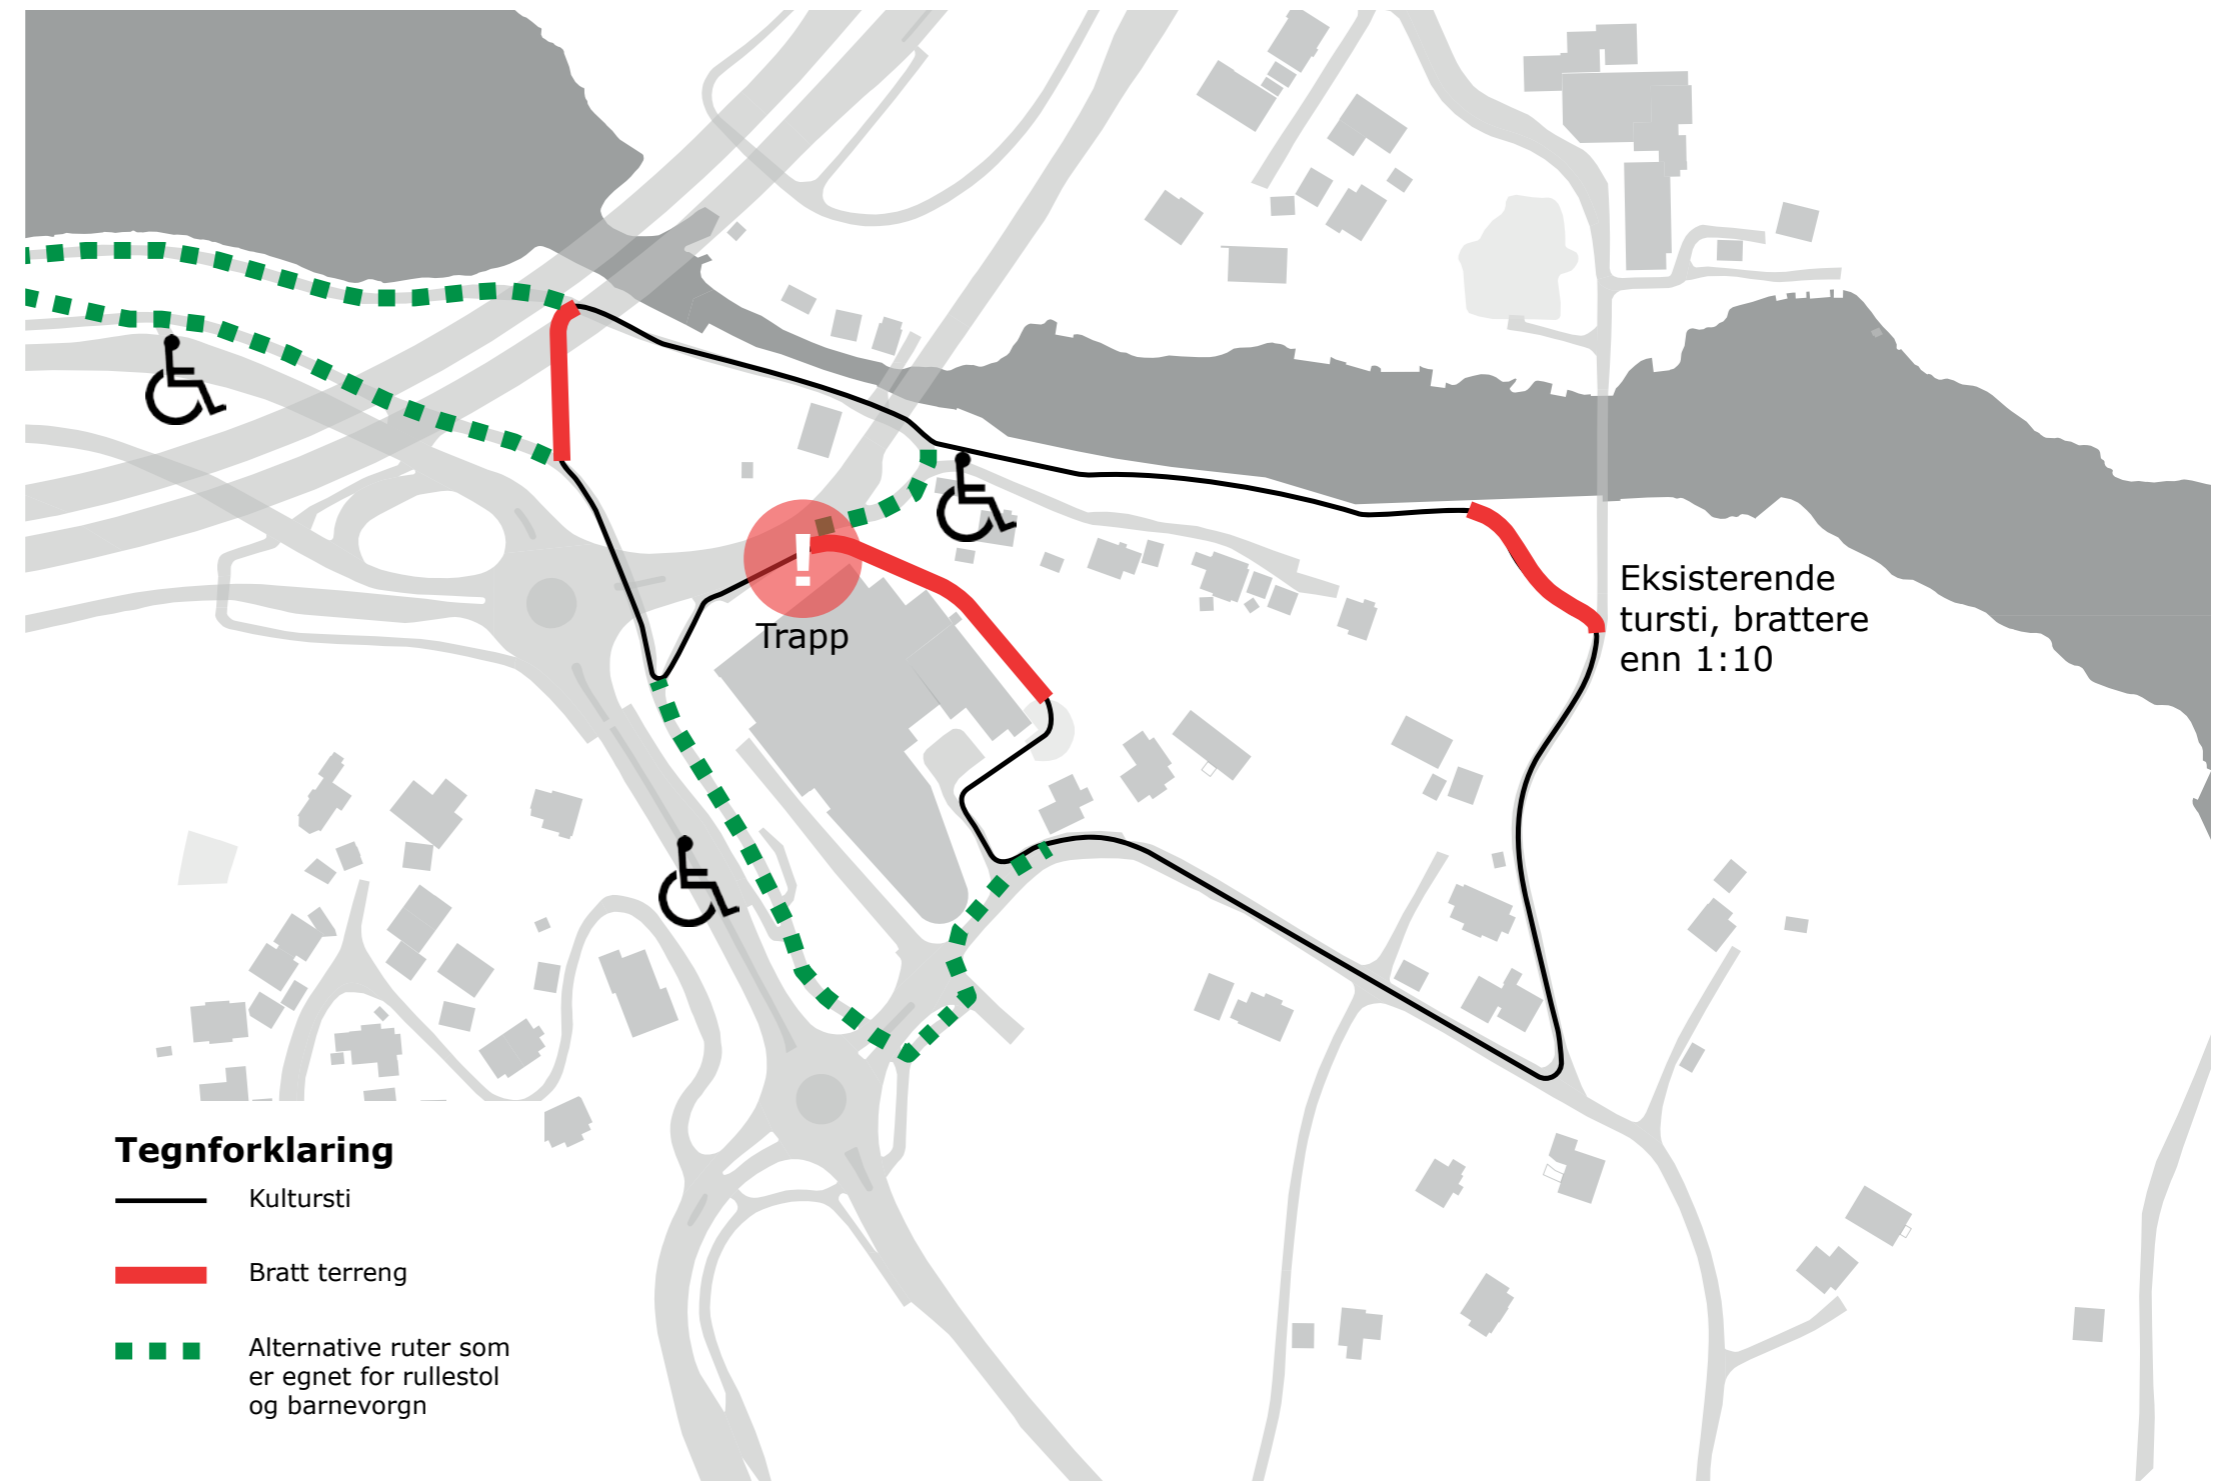 !
Trapp
Eksisterende
tursti, brattere
enn 1:10
Tegnforklaring
Kultursti
Bratt terreng
Alternative ruter som
er egnet for rullestol
og barnevorgn